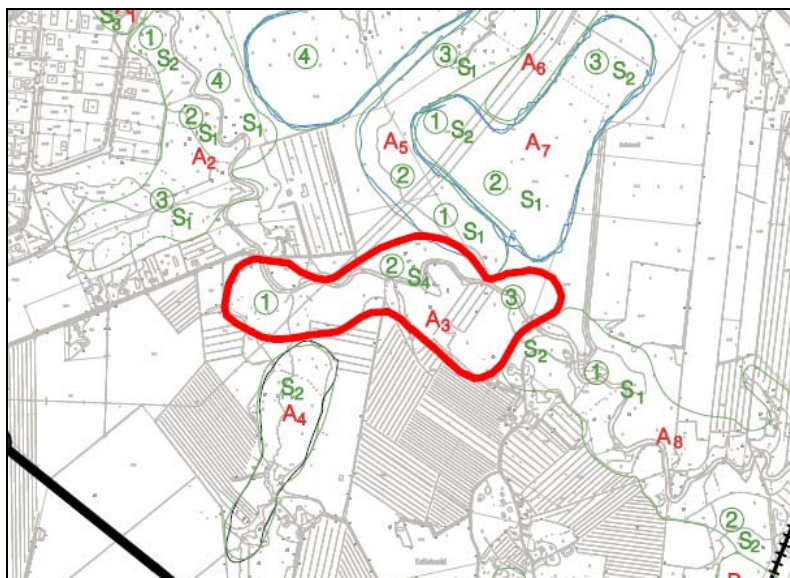 S₃ A₁
① S₂
④
④
③ S₁
A₆
③ S₂
② S₁
S₁
A₂
A₅
① S₂
A₇
②
② S₁
③ S₁
① S₁
② S₄
①
③
A₃
S₂
① S₁
S₂
A₄
A₈
② S₂